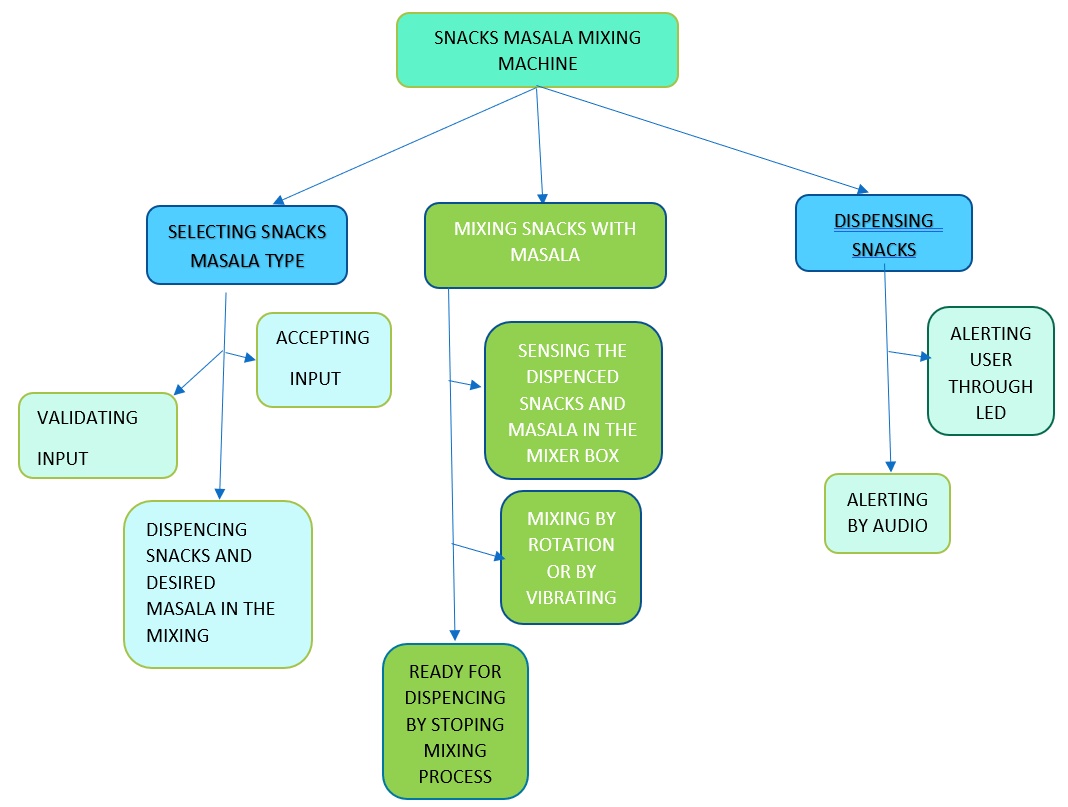 SNACKS MASALA MIXING
MACHINE
SELECTING SNACKS
MASALA TYPE
MIXING SNACKS WITH
MASALA
DISPENSING
SNACKS
ACCEPTING
INPUT
VALIDATING
INPUT
DISPENCING
SNACKS AND
DESIRED
MASALA IN THE
MIXING
SENSING THE
DISPENCED
SNACKS AND
MASALA IN THE
MIXER BOX
MIXING BY
ROTATION
OR BY
VIBRATING
READY FOR
DISPENCING
BY STOPING
MIXING
PROCESS
ALERTING
USER
THROUGH
LED
ALERTING
BY AUDIO